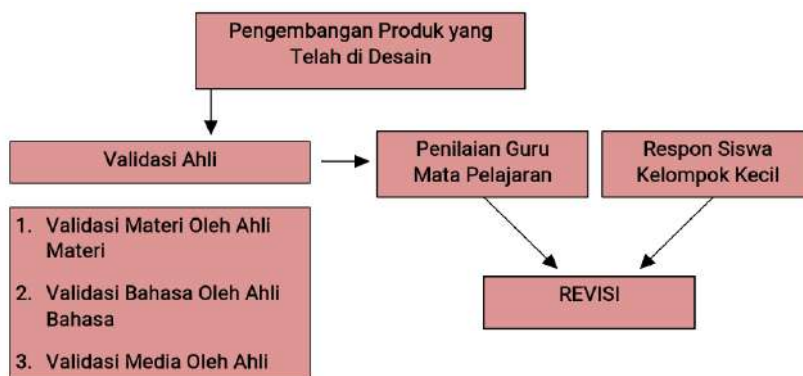 Pengembangan Produk yang
Telah di Desain
Validasi Ahli
Penilaian Guru
Mata Pelajaran
Respon Siswa
Kelompok Kecil
1. Validasi Materi Oleh Ahli
Materi
2. Validasi Bahasa Oleh Ahli
Bahasa
3. Validasi Media Oleh Ahli
REVISI